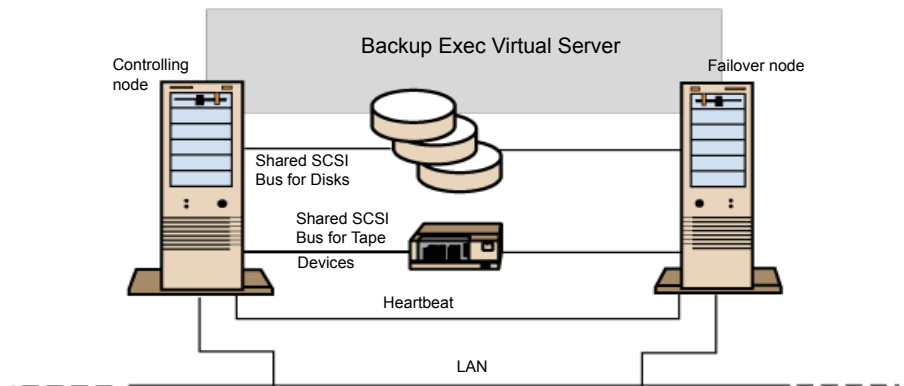 Backup Exec Virtual Server
Controlling
node
Failover node
Shared SCSI
Bus for Disks
Shared SCSI
Bus for Tape
Devices
Heartbeat
LAN